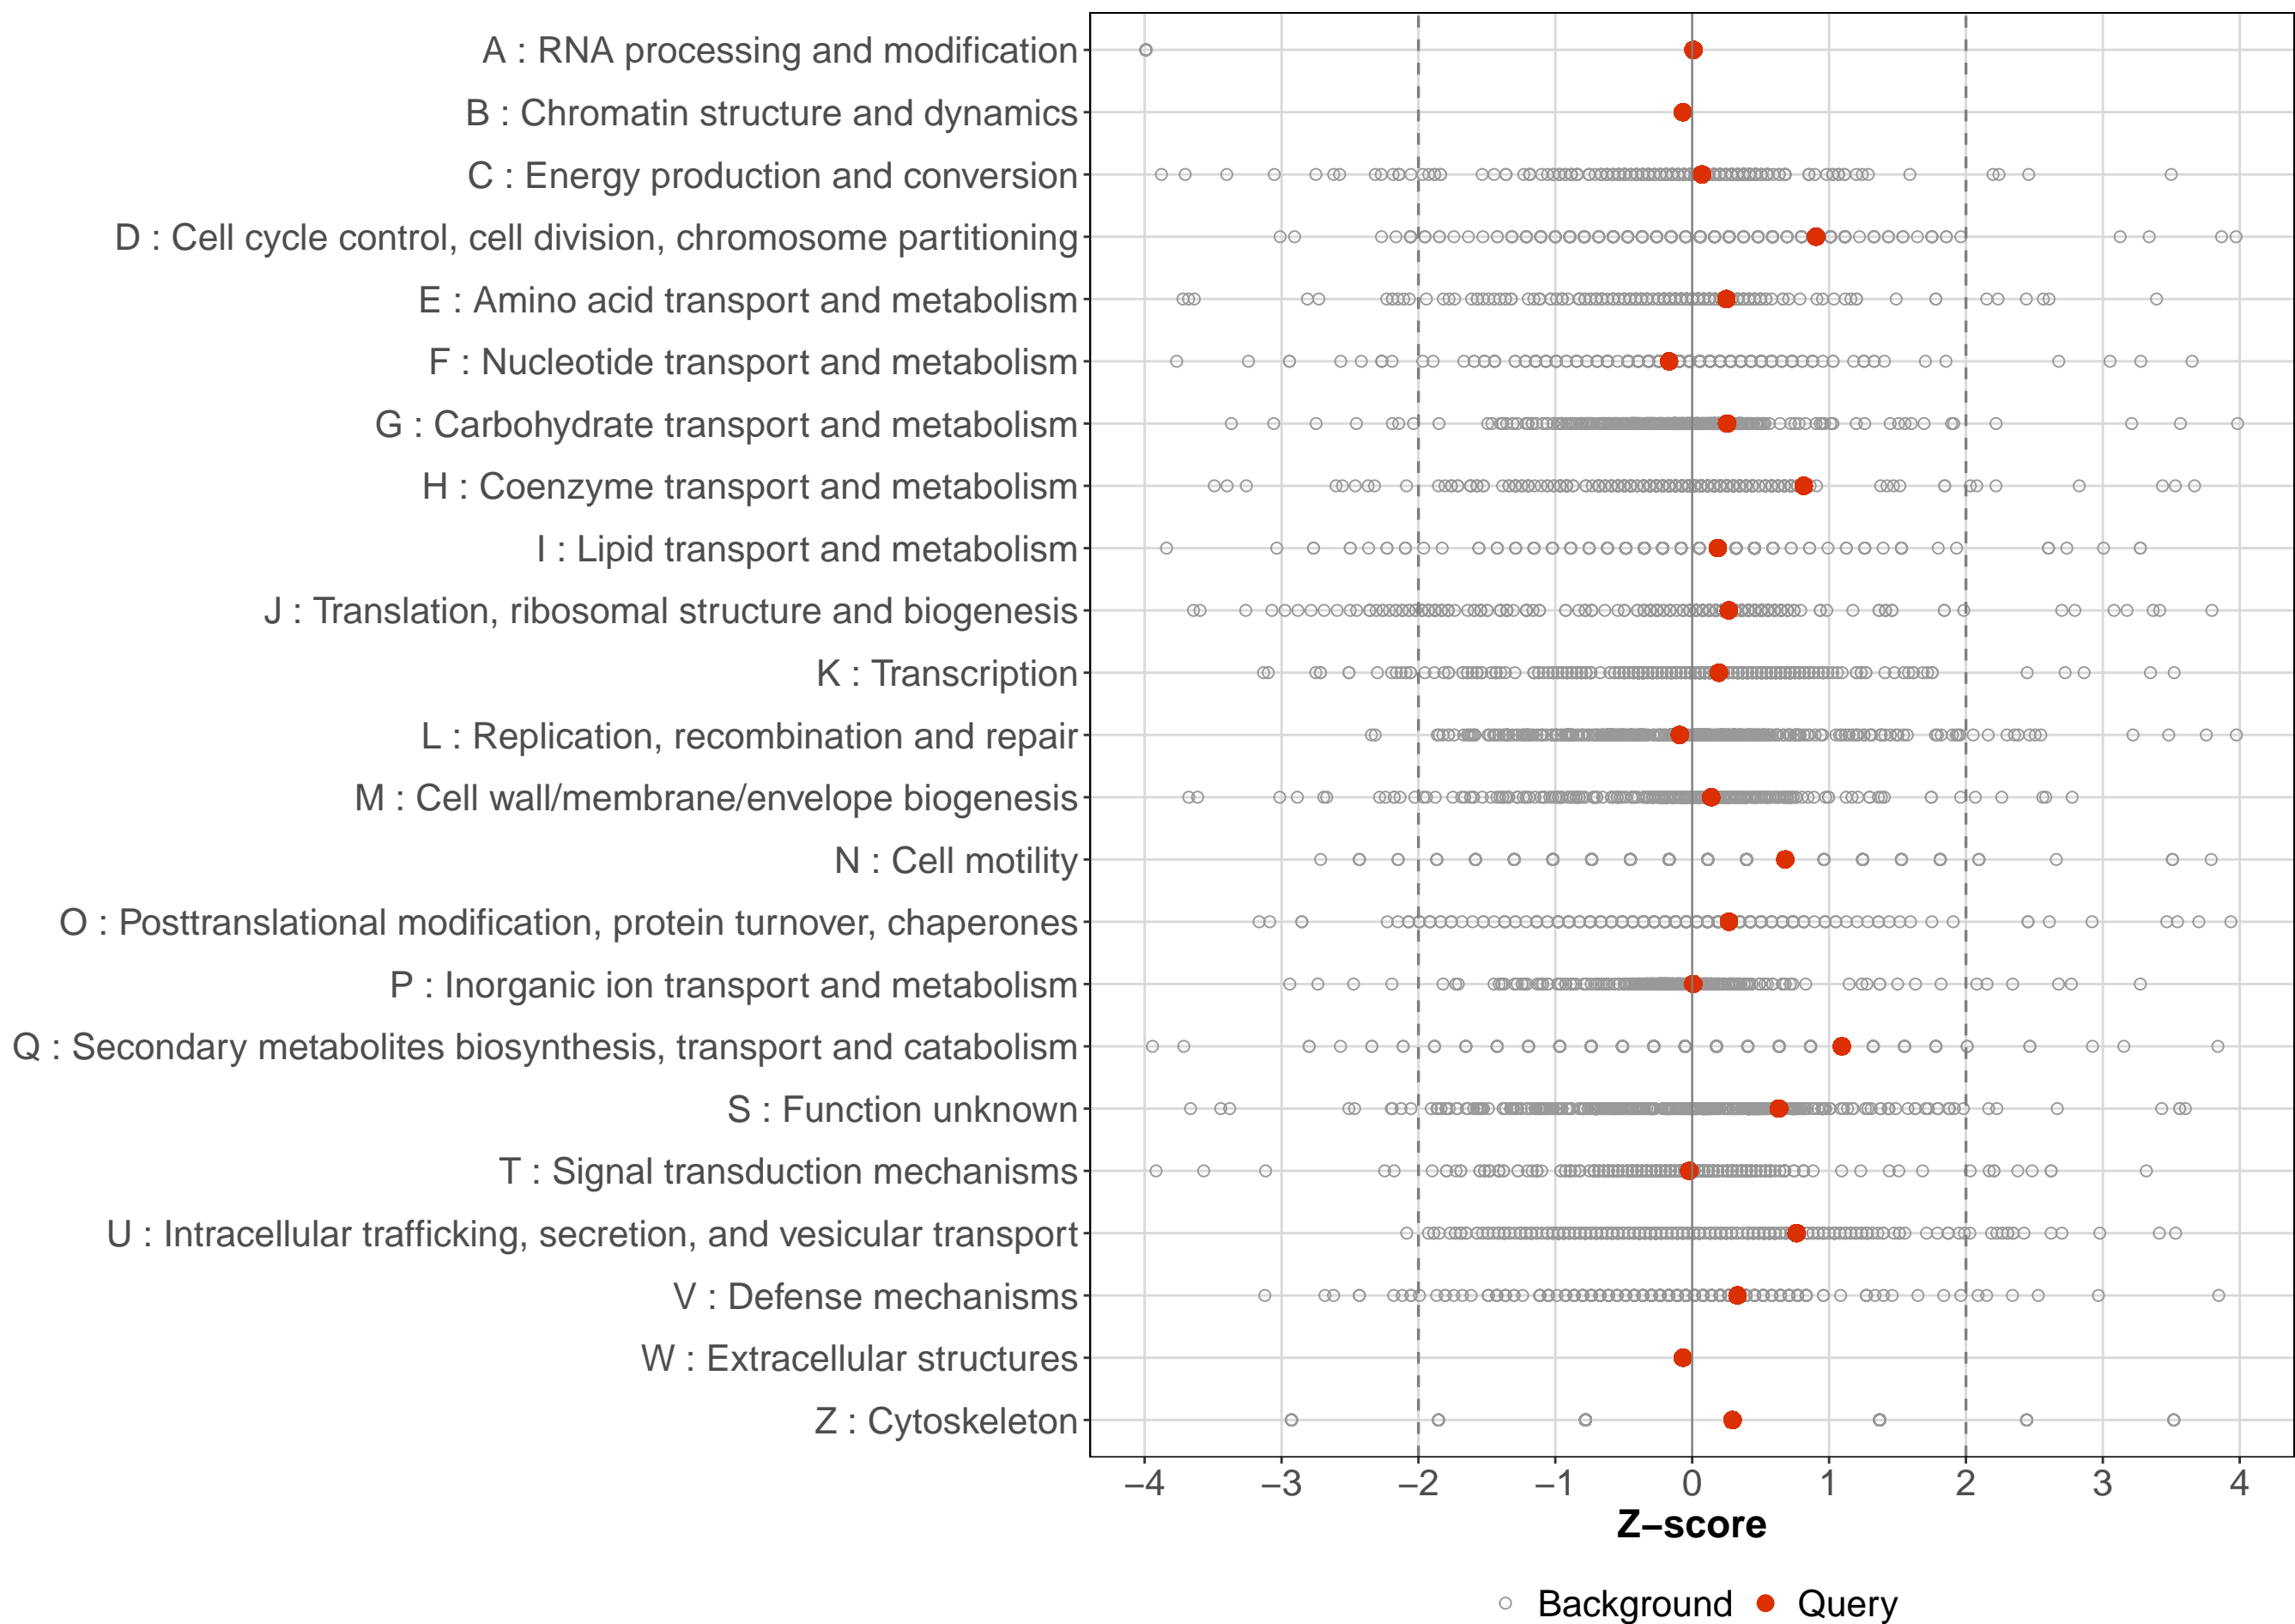 A : RNA processing and modification
B : Chromatin structure and dynamics
C : Energy production and conversion
D : Cell cycle control, cell division, chromosome partitioning
E : Amino acid transport and metabolism
F : Nucleotide transport and metabolism
G : Carbohydrate transport and metabolism
H : Coenzyme transport and metabolism
I : Lipid transport and metabolism
J : Translation, ribosomal structure and biogenesis
K : Transcription
L : Replication, recombination and repair
M : Cell wall/membrane/envelope biogenesis
N : Cell motility
O : Posttranslational modification, protein turnover, chaperones
P : Inorganic ion transport and metabolism
Q : Secondary metabolites biosynthesis, transport and catabolism
S : Function unknown
T : Signal transduction mechanisms
U : Intracellular trafficking, secretion, and vesicular transport
V : Defense mechanisms
W : Extracellular structures
Z : Cytoskeleton
−4 −3 −2 −1 0 1 2 3 4
Z−score
Background Query